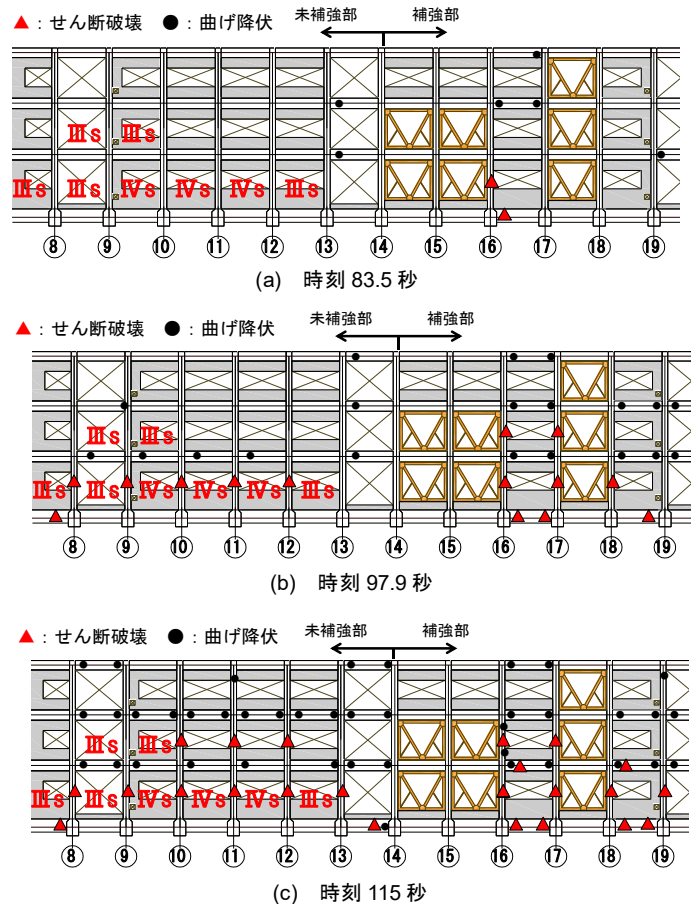 ▲：せん断破壊 ●：曲げ降伏
未補強部 補強部
Ⅲs Ⅲs
Ⅲs Ⅲs Ⅳs Ⅳs Ⅳs Ⅲs
⑧ ⑨ ⑩ ⑪ ⑫ ⑬ ⑭ ⑮ ⑯ ⑰ ⑱ ⑲
(a) 時刻 83.5 秒
▲：せん断破壊 ●：曲げ降伏
未補強部 補強部
Ⅲs Ⅲs
Ⅲs Ⅲs Ⅳs Ⅳs Ⅳs Ⅲs
⑧ ⑨ ⑩ ⑪ ⑫ ⑬ ⑭ ⑮ ⑯ ⑰ ⑱ ⑲
(b) 時刻 97.9 秒
▲：せん断破壊 ●：曲げ降伏
未補強部 補強部
Ⅲs Ⅲs
Ⅲs Ⅲs Ⅳs Ⅳs Ⅳs Ⅲs
⑧ ⑨ ⑩ ⑪ ⑫ ⑬ ⑭ ⑮ ⑯ ⑰ ⑱ ⑲
(c) 時刻 115 秒